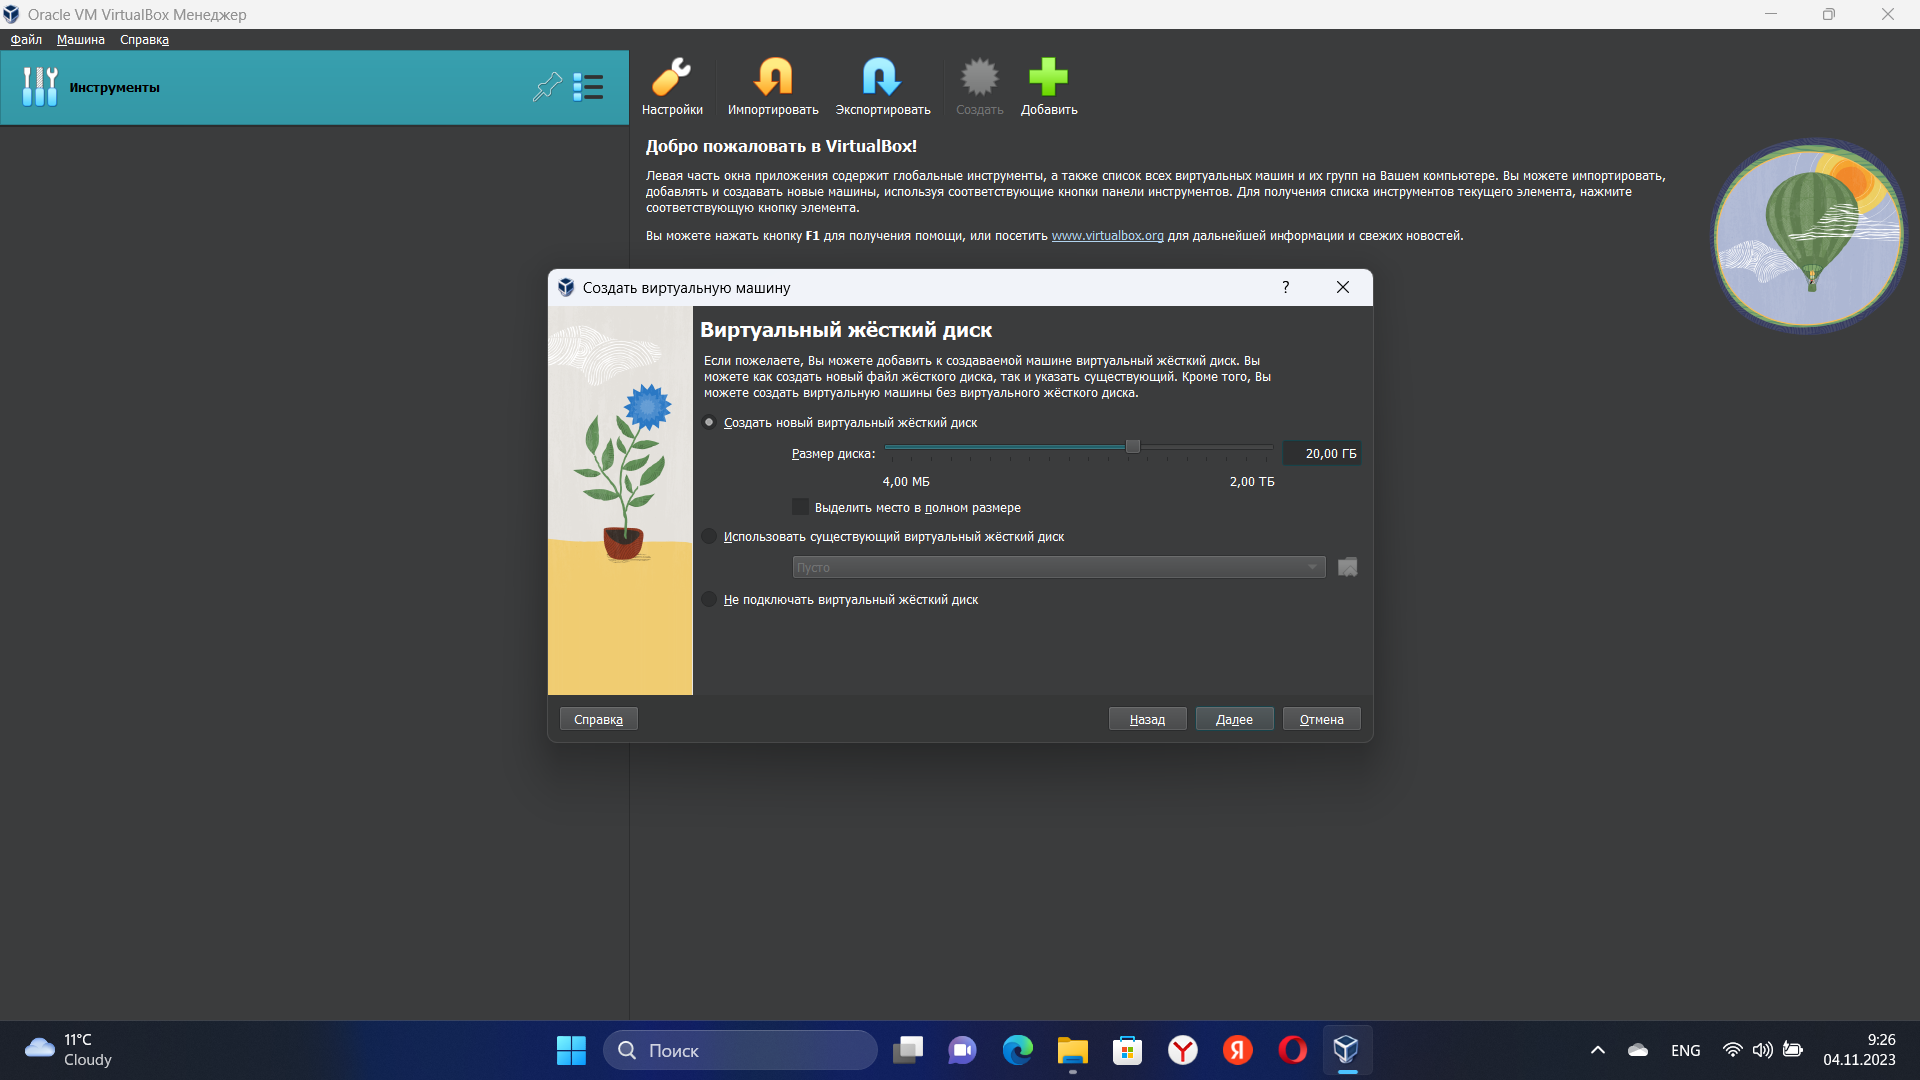 Oracle VM VirtualBox Менеджер
Файл Машина Справка
Инструменты
Настройки Импортировать Экспортировать Создать Добавить
Добро пожаловать в VirtualBox!
Левая часть окна приложения содержит глобальные инструменты, а также список всех виртуальных машин и их групп на Вашем компьютере. Вы можете импортировать,
добавлять и создавать новые машины, используя соответствующие кнопки панели инструментов. Для получения списка инструментов текущего элемента, нажмите
соответствующую кнопку элемента.
Вы можете нажать кнопку F1 для получения помощи, или посетить www.virtualbox.org для дальнейшей информации и свежих новостей.
Создать виртуальную машину
?
Виртуальный жёсткий диск
Если пожелаете, Вы можете добавить к создаваемой машине виртуальный жёсткий диск. Вы
можете как создать новый файл жёсткого диска, так и указать существующий. Кроме того, Вы
можете создать виртуальную машины без виртуального жёсткого диска.
Создать новый виртуальный жёсткий диск
Размер диска: 20,00 ГБ
4,00 МБ 2,00 ТБ
Выделить место в полном размере
Использовать существующий виртуальный жёсткий диск
Пусто
Не подключать виртуальный жёсткий диск
Справка Назад Далее Отмена
11°C
Cloudy
Поиск
ENG
9:26
04.11.2023